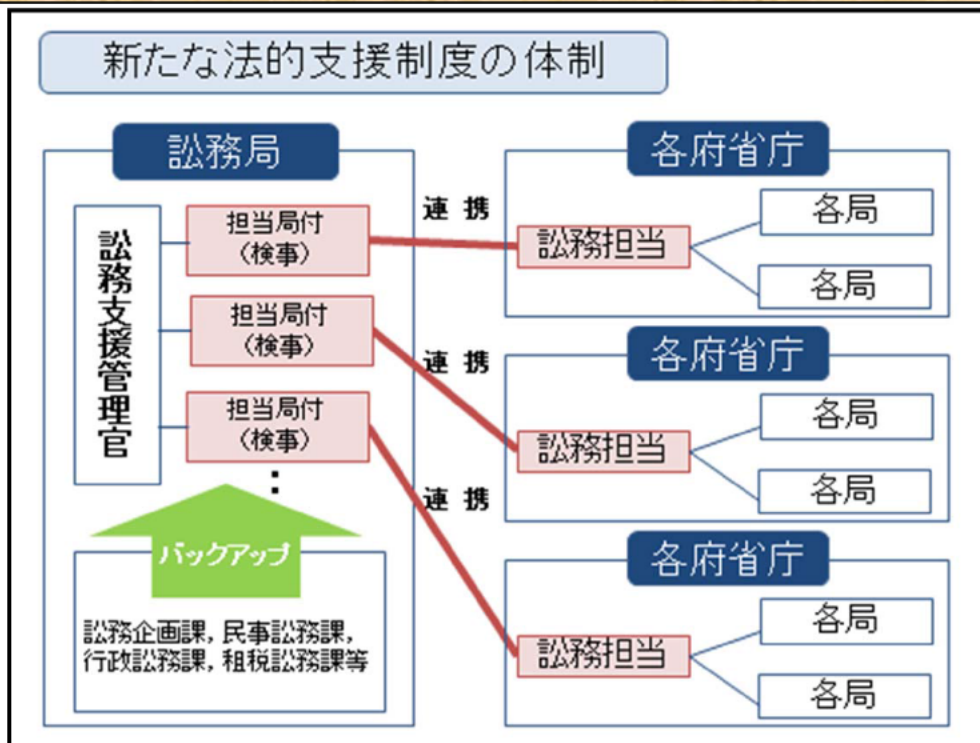 新たな法的支援制度の体制
訟務局
訟務支援管理官
担当局付
(検事)
担当局付
(検事)
担当局付
(検事)
:
バックアップ
訟務企画課,民事訟務課,
行政訟務課,租税訟務課等
連 携
連 携
連 携
各府省庁
訟務担当
各局
各局
各府省庁
訟務担当
各局
各局
各府省庁
訟務担当
各局
各局